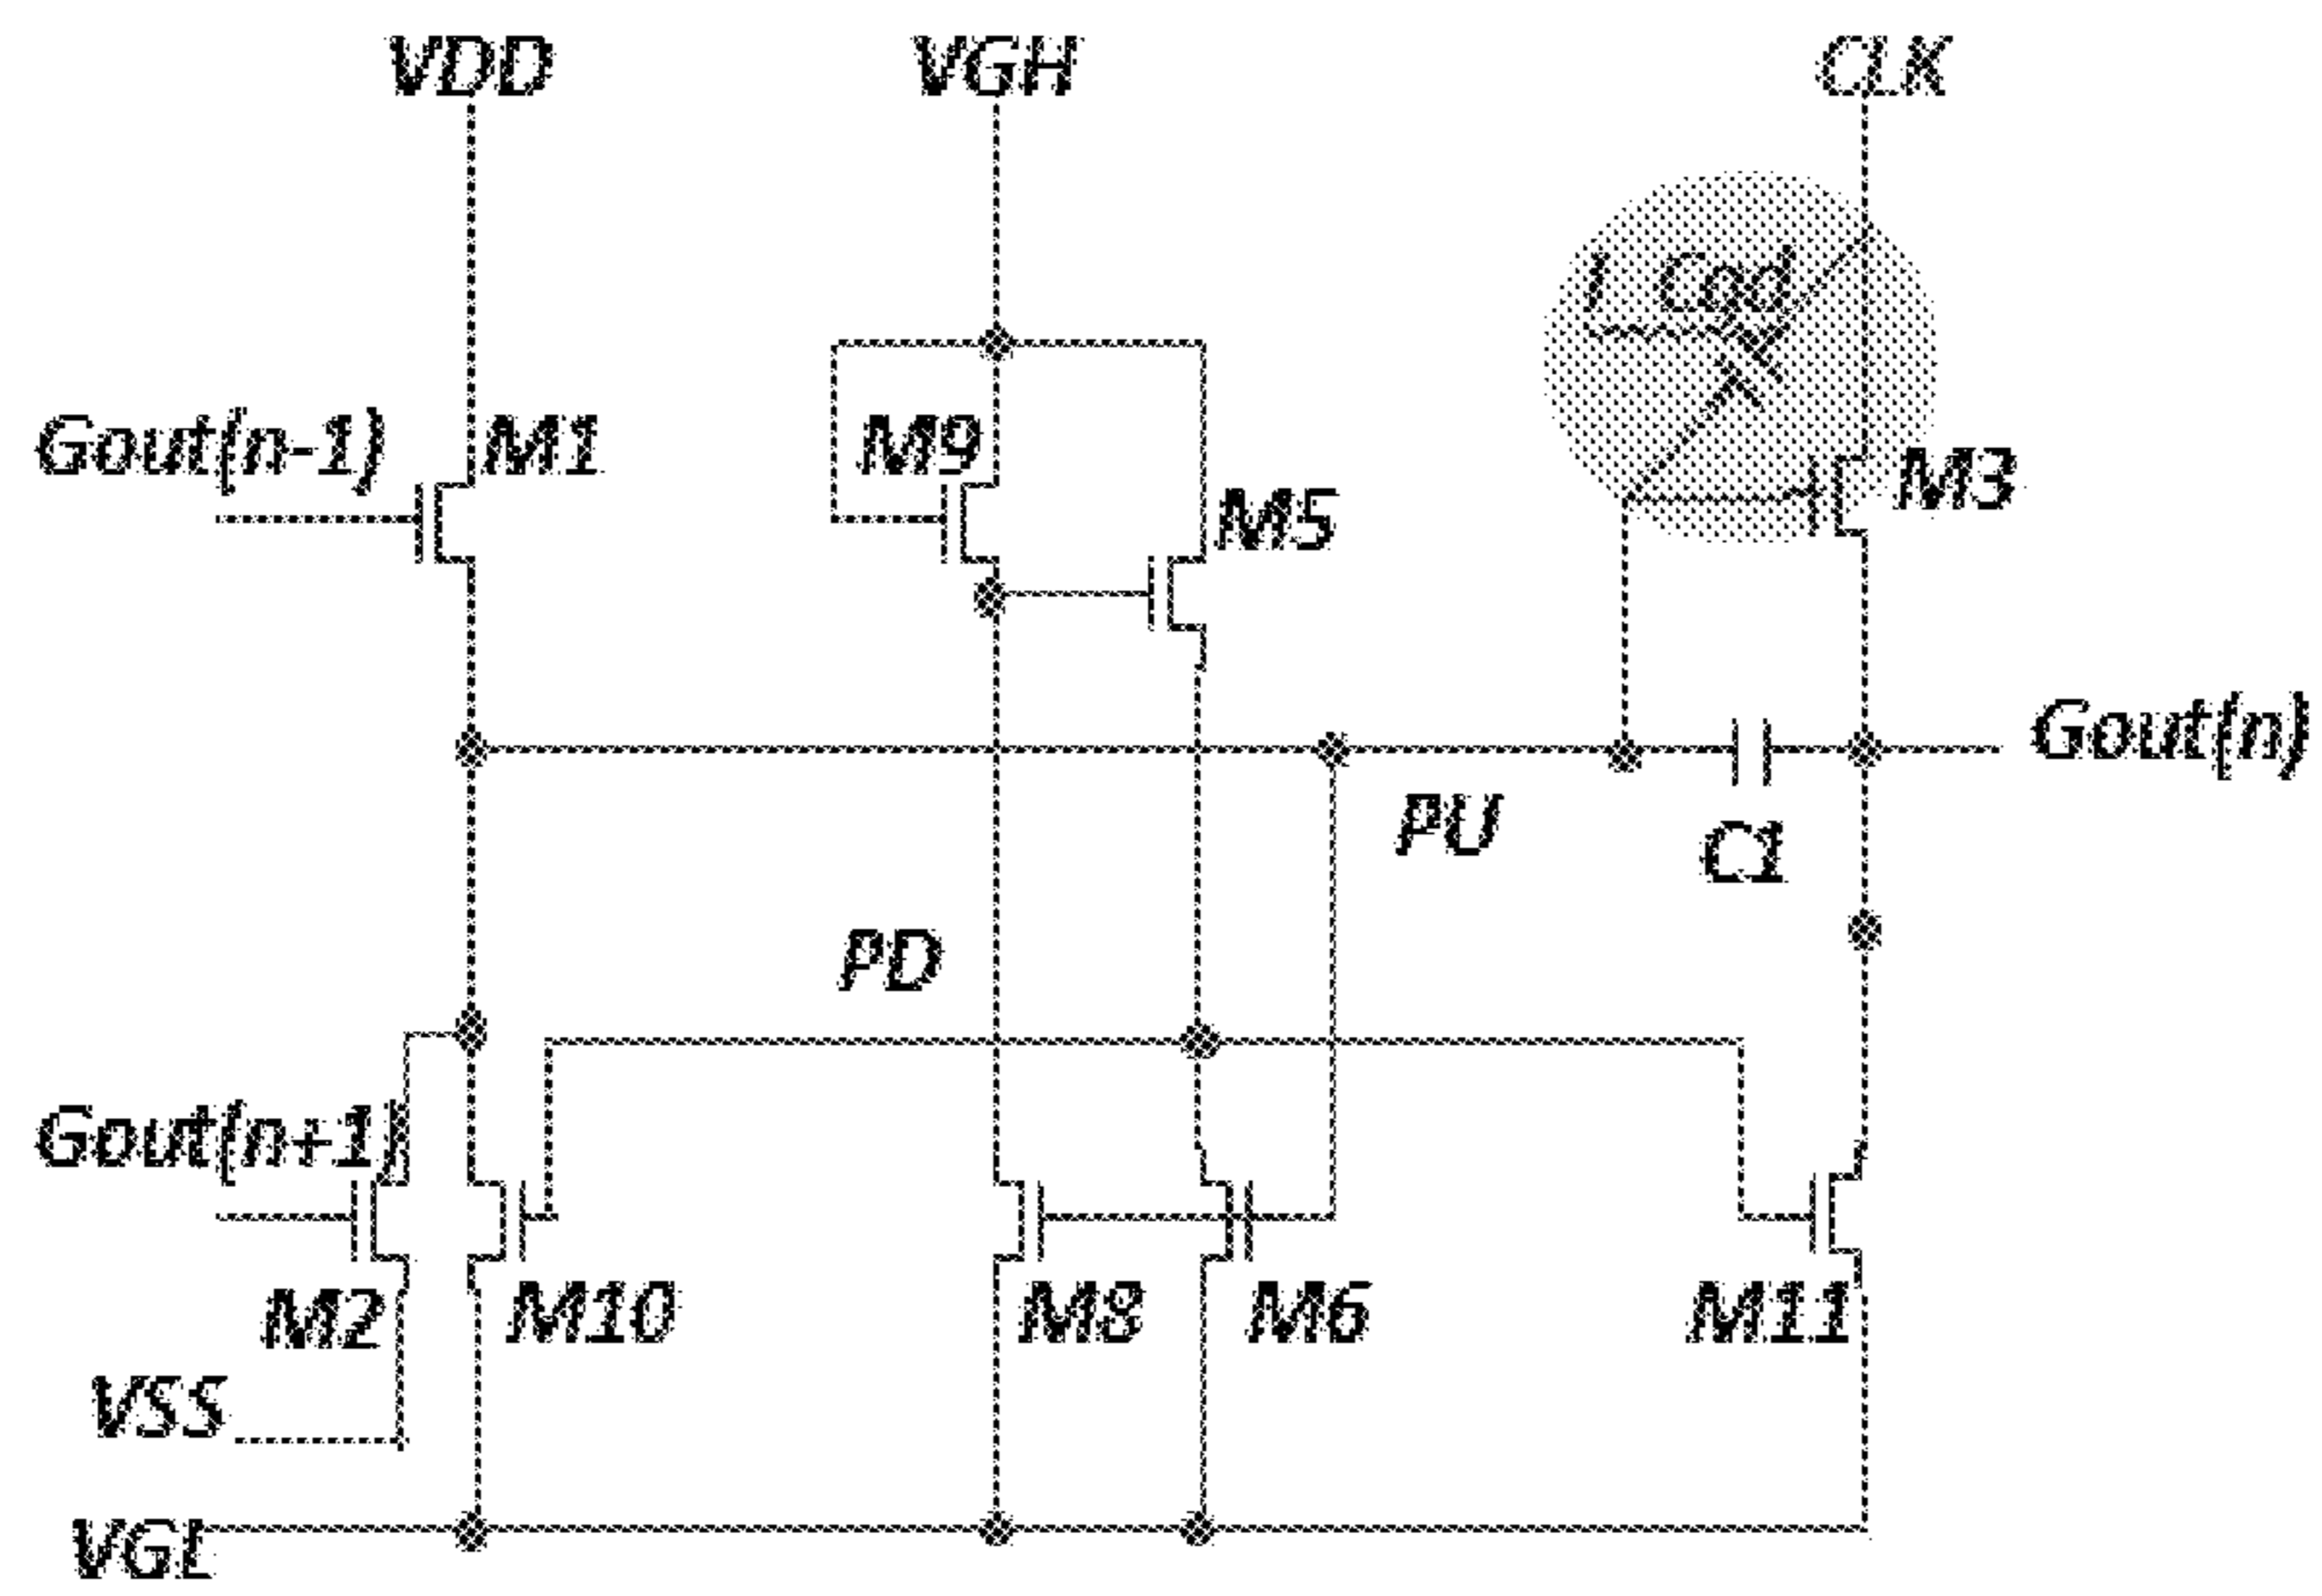 VDD
VGH
CLK
I Cgd
Gout(n-1)
M1
M9
M5
M3
Gout(n)
PU
C1
PD
Gout(n+1)
M2
M10
M8
M6
M11
VSS
VGL